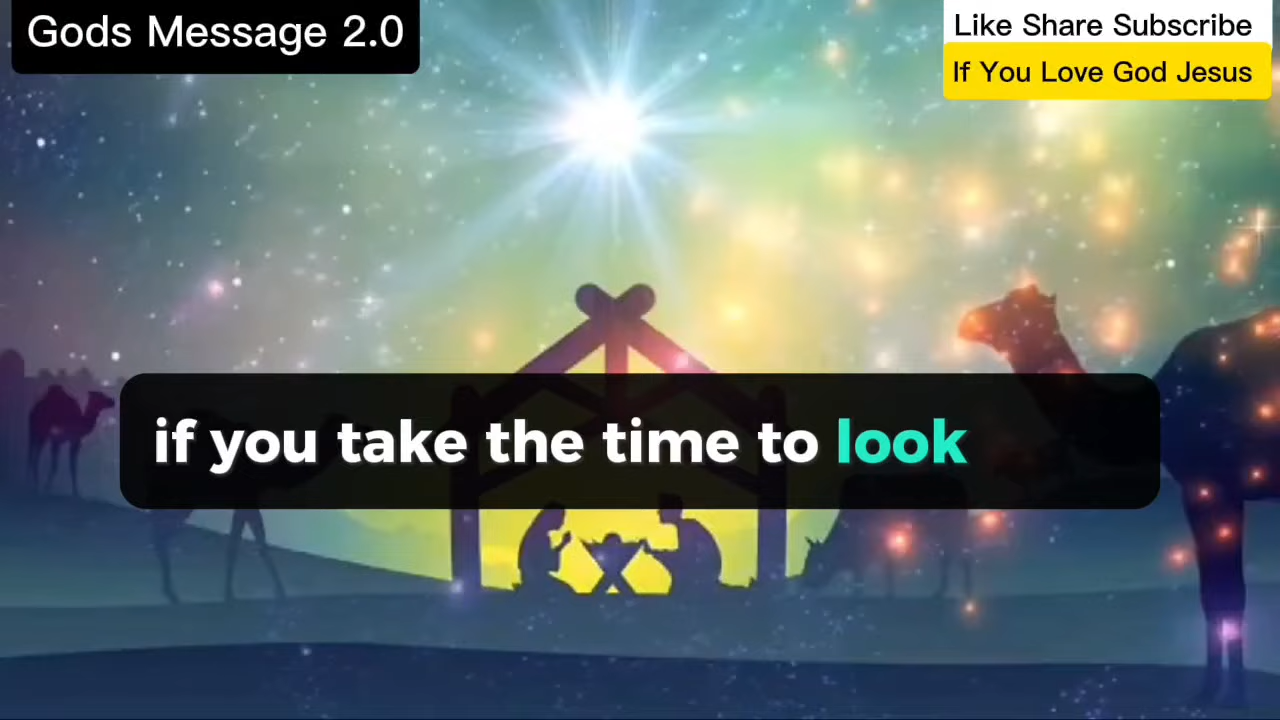 Gods Message 2.0
Like Share Subscribe
If You Love God Jesus
if you take the time to look